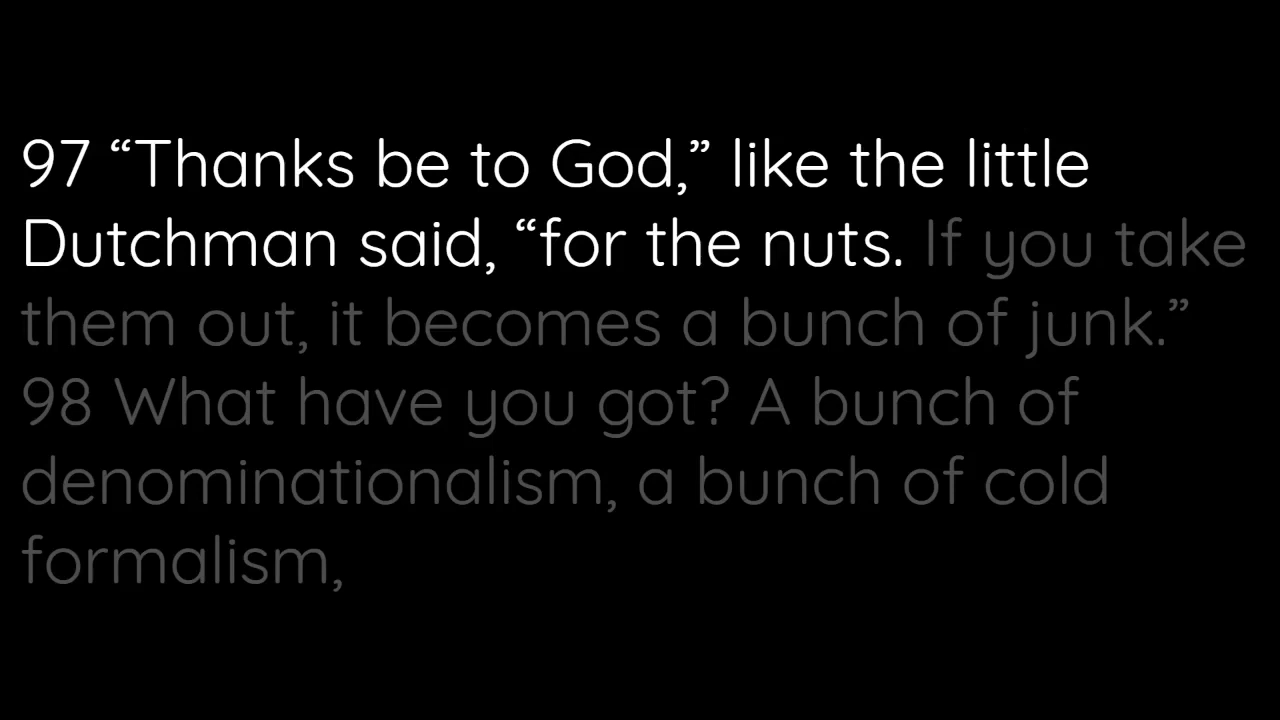 97 “Thanks be to God,” like the little
Dutchman said, “for the nuts. If you take
them out, it becomes a bunch of junk.”
98 What have you got? A bunch of
denominationalism, a bunch of cold
formalism,